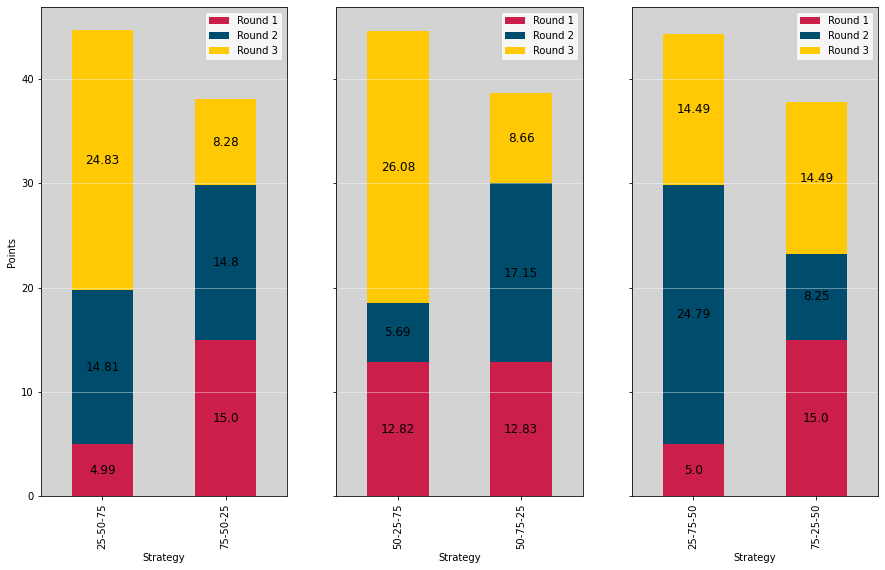 Round 1
Round 2
Round 3
Round 1
Round 2
Round 3
Round 1
Round 2
Round 3
40
30
20
10
0
Points
24.83
14.81
4.99
8.28
14.8
15.0
26.08
5.69
12.82
8.66
17.15
12.83
14.49
24.79
5.0
14.49
8.25
15.0
25-50-75
75-50-25
50-25-75
50-75-25
25-75-50
75-25-50
Strategy
Strategy
Strategy